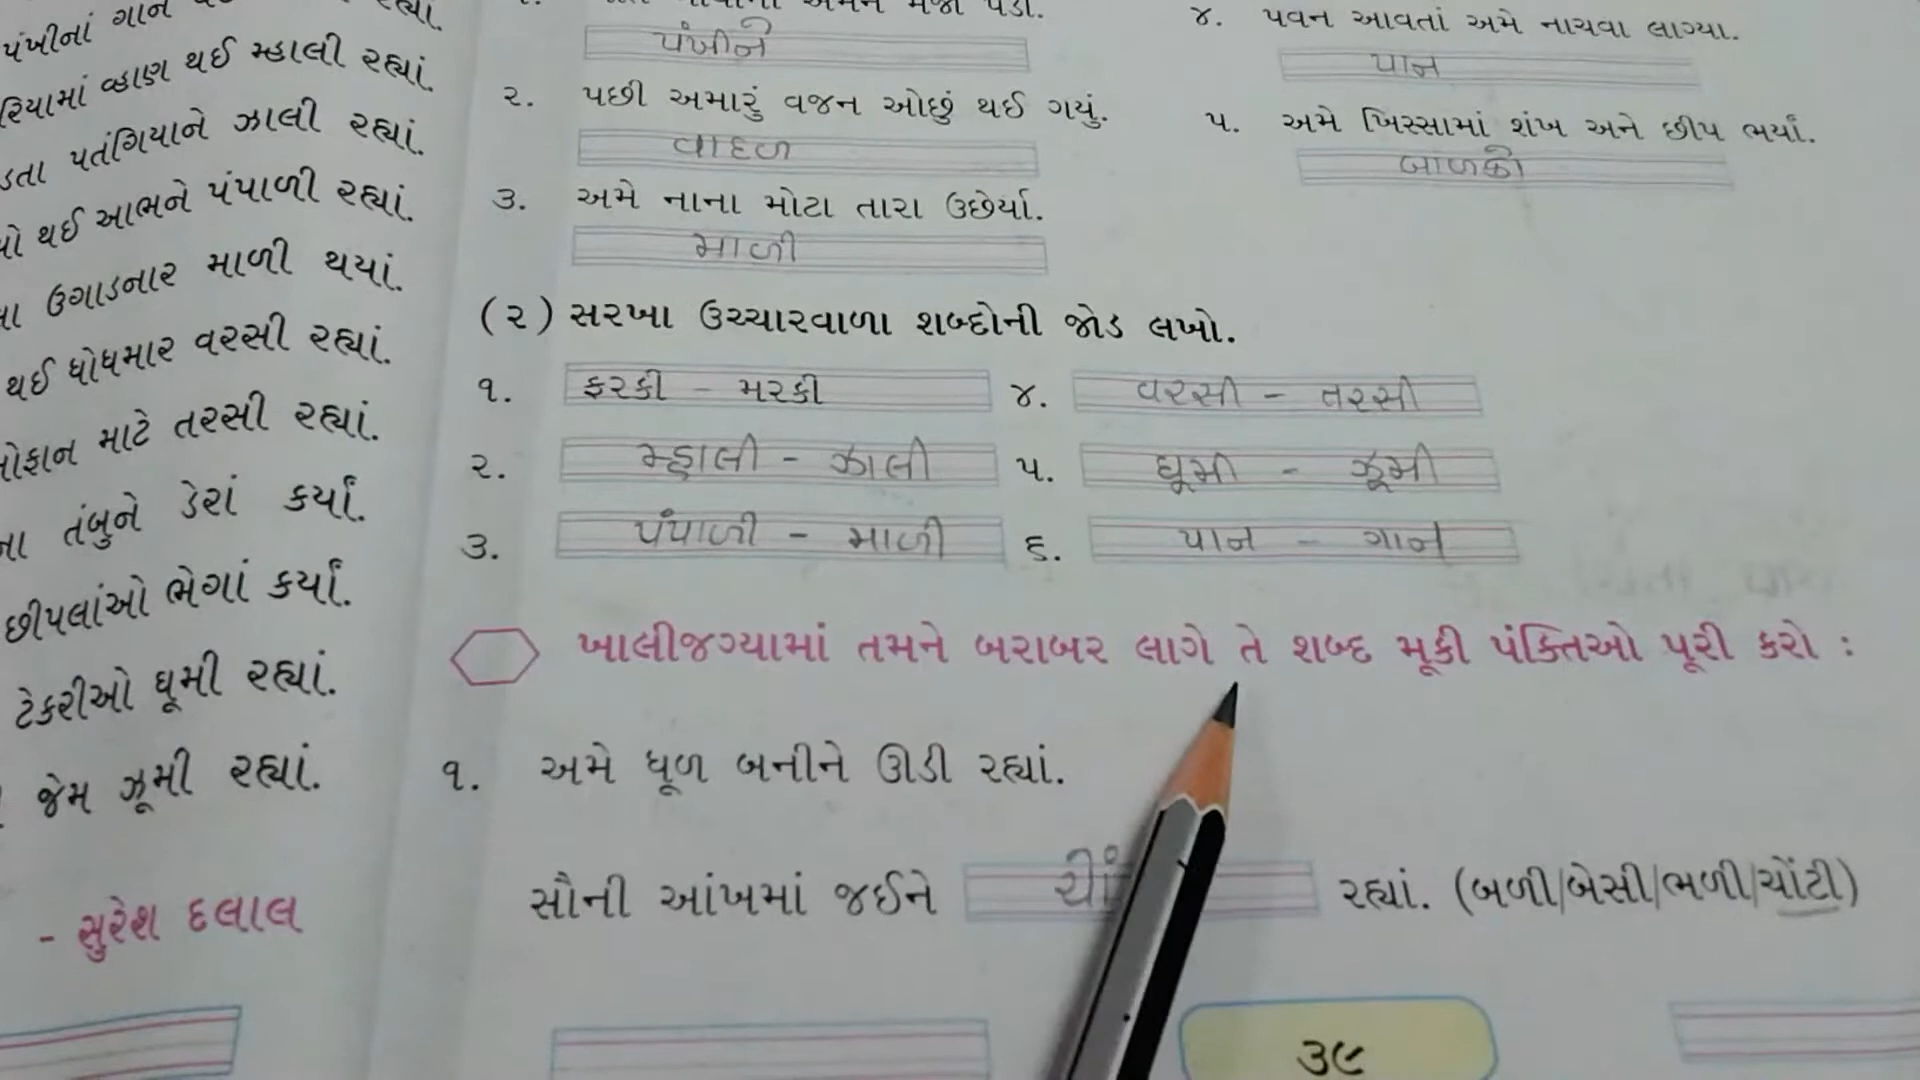 પંખીનાં ગાન
વ્હાણ થઈ મ્હાલી રહ્યાં.
પતંગિયાને ઝાલી રહ્યાં.
થઈ આભને પંપાળી રહ્યાં.
ઉગાડનાર માળી થયાં.
થઈ ધોધમાર વરસી રહ્યાં.
માટે તરસી રહ્યાં.
તંબુને ડેરાં કર્યાં.
છીપલાંઓ ભેગાં કર્યાં.
ટેકરીઓ ઘૂમી રહ્યાં.
જેમ ઝૂમી રહ્યાં.
- સુરેશ દલાલ
પંખીને
૨. પછી અમારું વજન ઓછું થઈ ગયું.
વાદળ
૩. અમે નાના મોટા તારા ઉછેર્યા.
માળી
૪. પવન આવતાં અમે નાચવા લાગ્યા.
પાન
૫. અમે ખિસ્સામાં શંખ અને છીપ ભર્યાં.
બાળકો
(૨) સરખા ઉચ્ચારવાળા શબ્દોની જોડ લખો.
૧. ફરકી - મરકી
૨. મ્હાલી - ઝાલી
૩. પંપાળી - માળી
૪. વરસી - તરસી
૫. ઘૂમી - ઝૂમી
૬. પાન - ગાન
ખાલીજગ્યામાં તમને બરાબર લાગે તે શબ્દ મૂકી પંક્તિઓ પૂરી કરો :
૧. અમે ધૂળ બનીને ઊડી રહ્યાં.
સૌની આંખમાં જઈને રહ્યાં. (બળી/બેસી/ભળી/ચોંટી)
૩૯